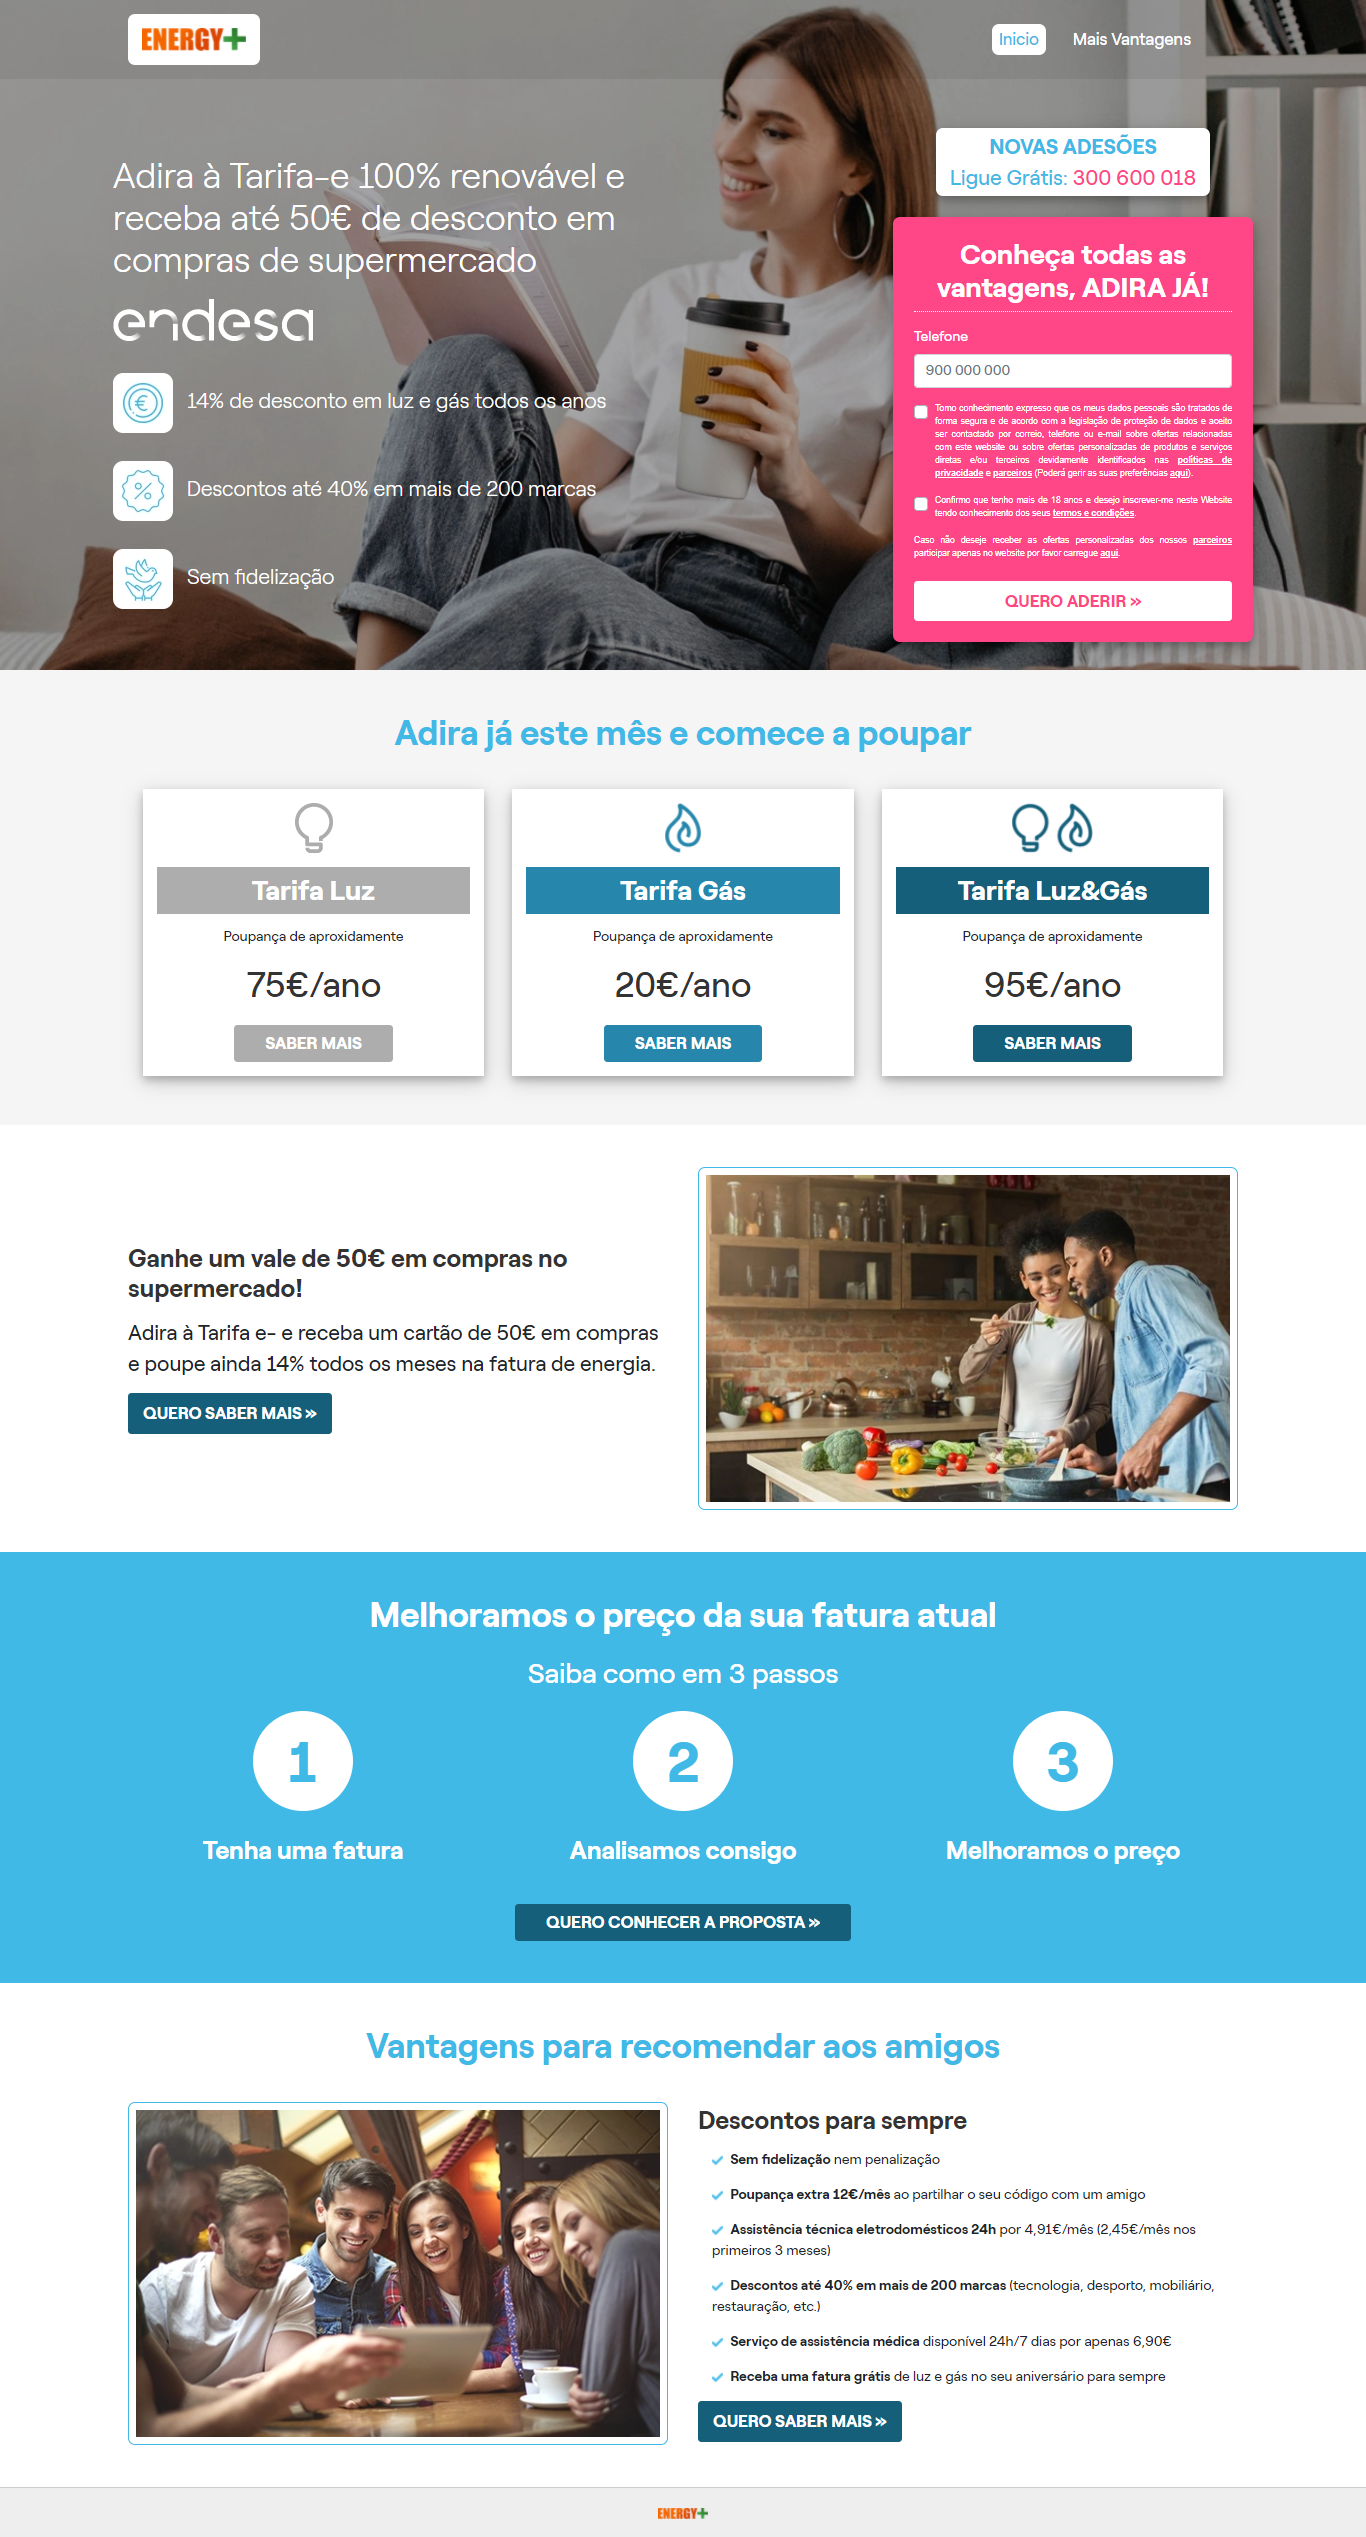 ENERGY+
Inicio
Mais Vantagens
Adira à Tarifa-e 100% renovável e
receba até 50€ de desconto em
compras de supermercado
endesa
14% de desconto em luz e gás todos os anos
Descontos até 40% em mais de 200 marcas
Sem fidelização
NOVAS ADESÕES
Ligue Grátis: 300 600 018
Conheça todas as
vantagens, ADIRA JÁ!
Telefone
900 000 000
Tomo conhecimento expresso que os meus dados pessoais são tratados de
forma segura e de acordo com a legislação de proteção de dados e aceito
ser contactado por correio, telefone ou e-mail sobre ofertas relacionadas
com este website ou sobre ofertas personalizadas de produtos e serviços
diretas e/ou terceiros devidamente identificados nas políticas de
privacidade e parceiros (Poderá gerir as suas preferências aqui).
Confirmo que tenho mais de 18 anos e desejo inscrever-me neste Website
tendo conhecimento dos seus termos e condições.
Caso não deseje receber as ofertas personalizadas dos nossos parceiros
participar apenas no website por favor carregue aqui.
QUERO ADERIR »
Adira já este mês e comece a poupar
Tarifa Luz
Poupança de aproxidamente
75€/ano
SABER MAIS
Tarifa Gás
Poupança de aproxidamente
20€/ano
SABER MAIS
Tarifa Luz&Gás
Poupança de aproxidamente
95€/ano
SABER MAIS
Ganhe um vale de 50€ em compras no
supermercado!
Adira à Tarifa e- e receba um cartão de 50€ em compras
e poupe ainda 14% todos os meses na fatura de energia.
QUERO SABER MAIS »
Melhoramos o preço da sua fatura atual
Saiba como em 3 passos
1
2
3
Tenha uma fatura
Analisamos consigo
Melhoramos o preço
QUERO CONHECER A PROPOSTA »
Vantagens para recomendar aos amigos
Descontos para sempre
Sem fidelização nem penalização
Poupança extra 12€/mês ao partilhar o seu código com um amigo
Assistência técnica eletrodomésticos 24h por 4,91€/mês (2,45€/mês nos
primeiros 3 meses)
Descontos até 40% em mais de 200 marcas (tecnologia, desporto, mobiliário,
restauração, etc.)
Serviço de assistência médica disponível 24h/7 dias por apenas 6,90€
Receba uma fatura grátis de luz e gás no seu aniversário para sempre
QUERO SABER MAIS »
ENERGY+